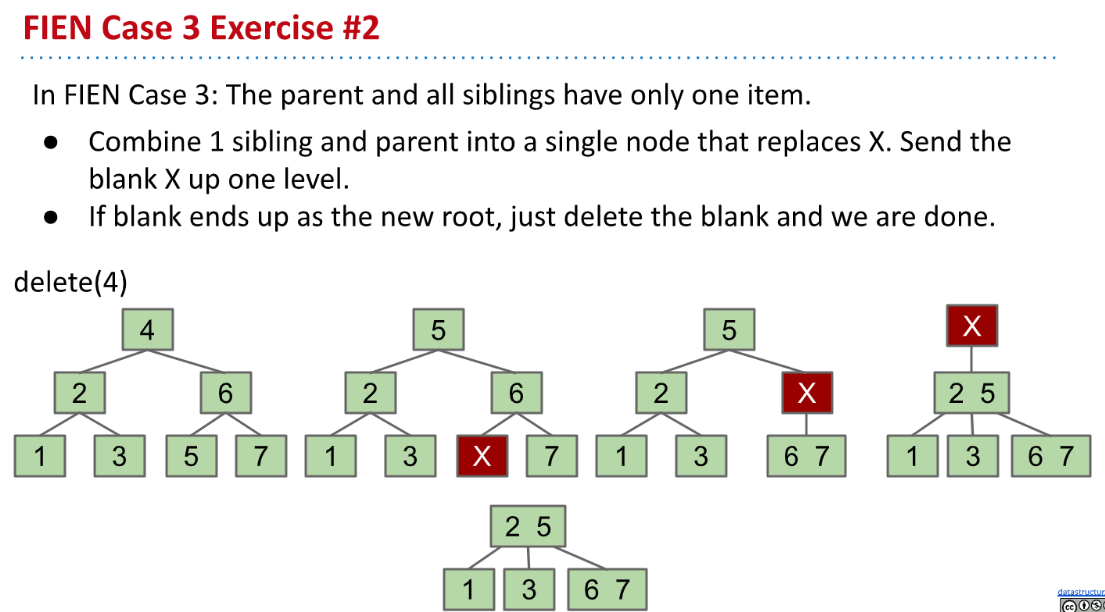 FIEN Case 3 Exercise #2
In FIEN Case 3: The parent and all siblings have only one item.
● Combine 1 sibling and parent into a single node that replaces X. Send the
blank X up one level.
● If blank ends up as the new root, just delete the blank and we are done.
delete(4)
4 5 5 X
2 6 2 6 2 X 2 5
1 3 5 7 1 3 X 7 1 3 6 7 1 3 6 7
2 5
1 3 6 7
datastructur